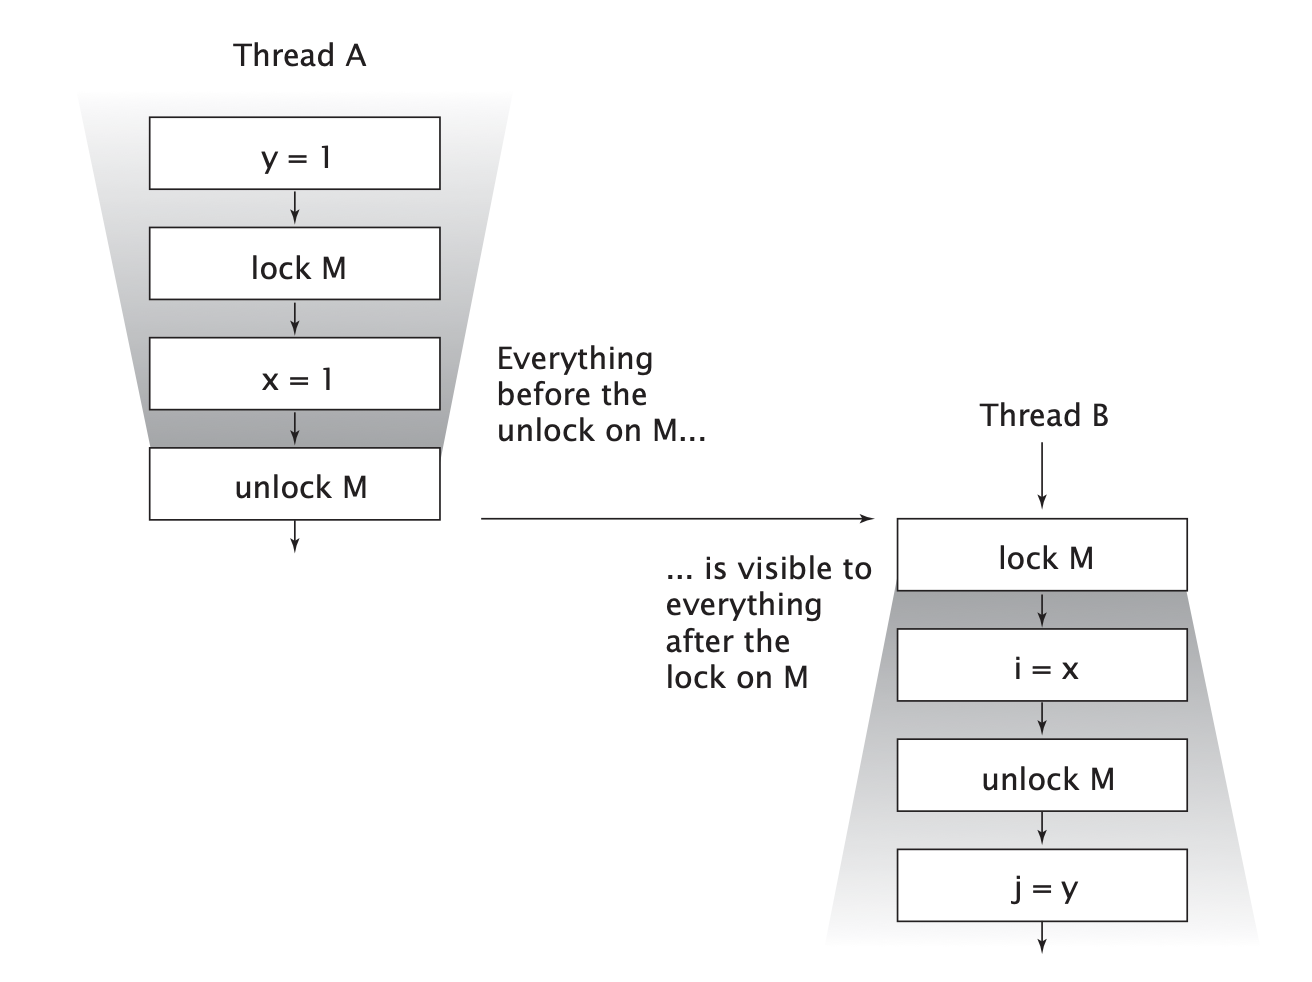 Thread A
y = 1
lock M
x = 1
unlock M
Everything
before the
unlock on M...
Thread B
lock M
... is visible to
everything
after the
lock on M
i = x
unlock M
j = y